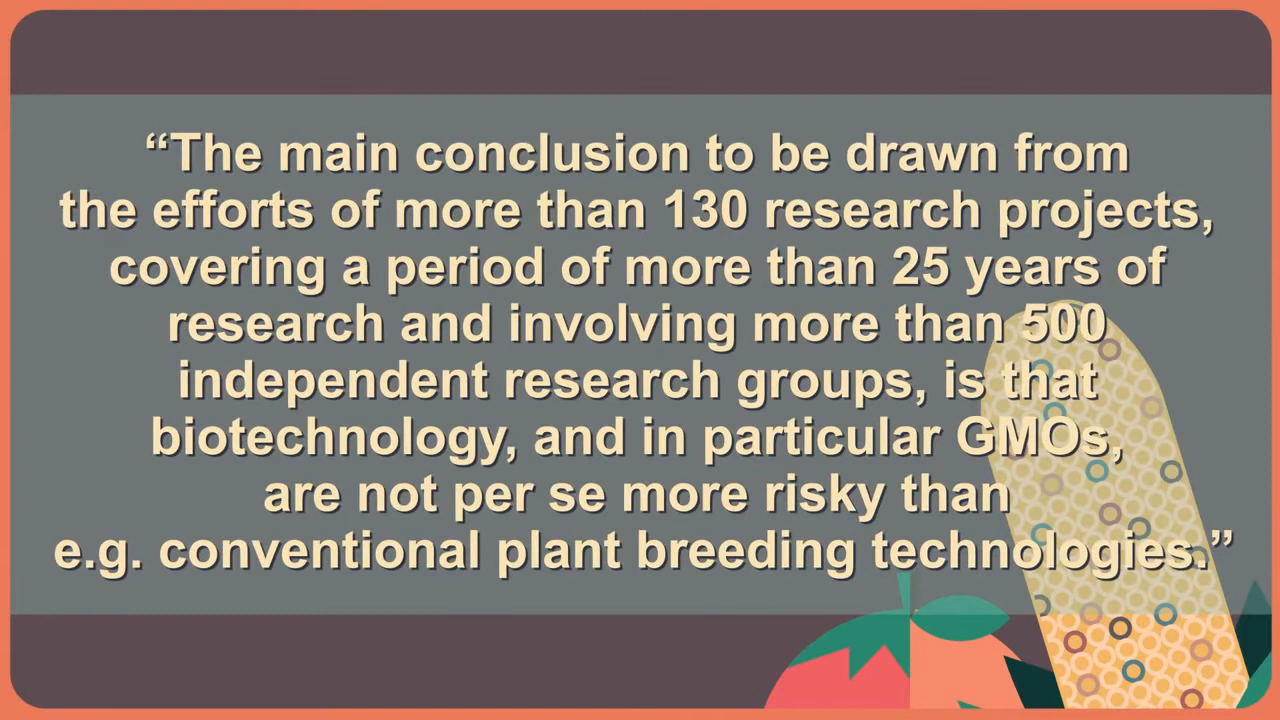 “The main conclusion to be drawn from
the efforts of more than 130 research projects,
covering a period of more than 25 years of
research and involving more than 500
independent research groups, is that
biotechnology, and in particular GMOs,
are not per se more risky than
e.g. conventional plant breeding technologies.”